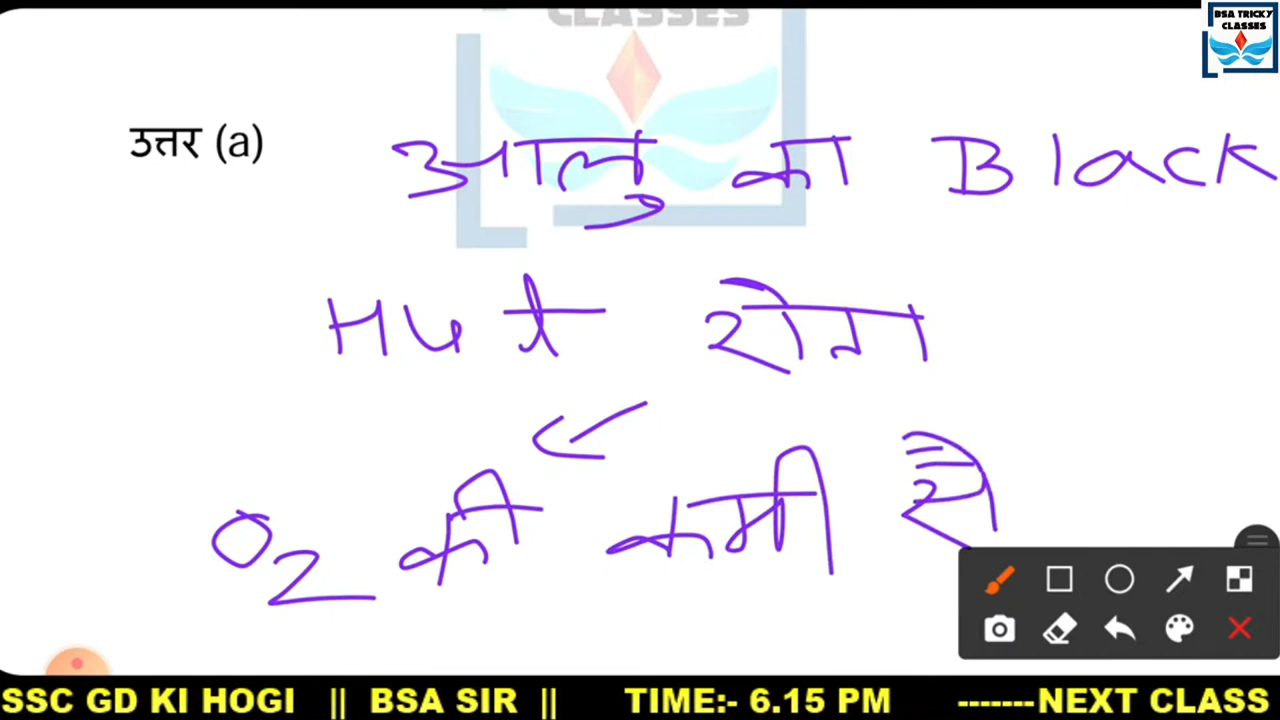 CLASSES
BSA TRICKY
CLASSES
उत्तर (a)
आलु का Black
Hurt रोग
O2 की कमी से
SSC GD KI HOGI || BSA SIR || TIME:- 6.15 PM -------NEXT CLASS